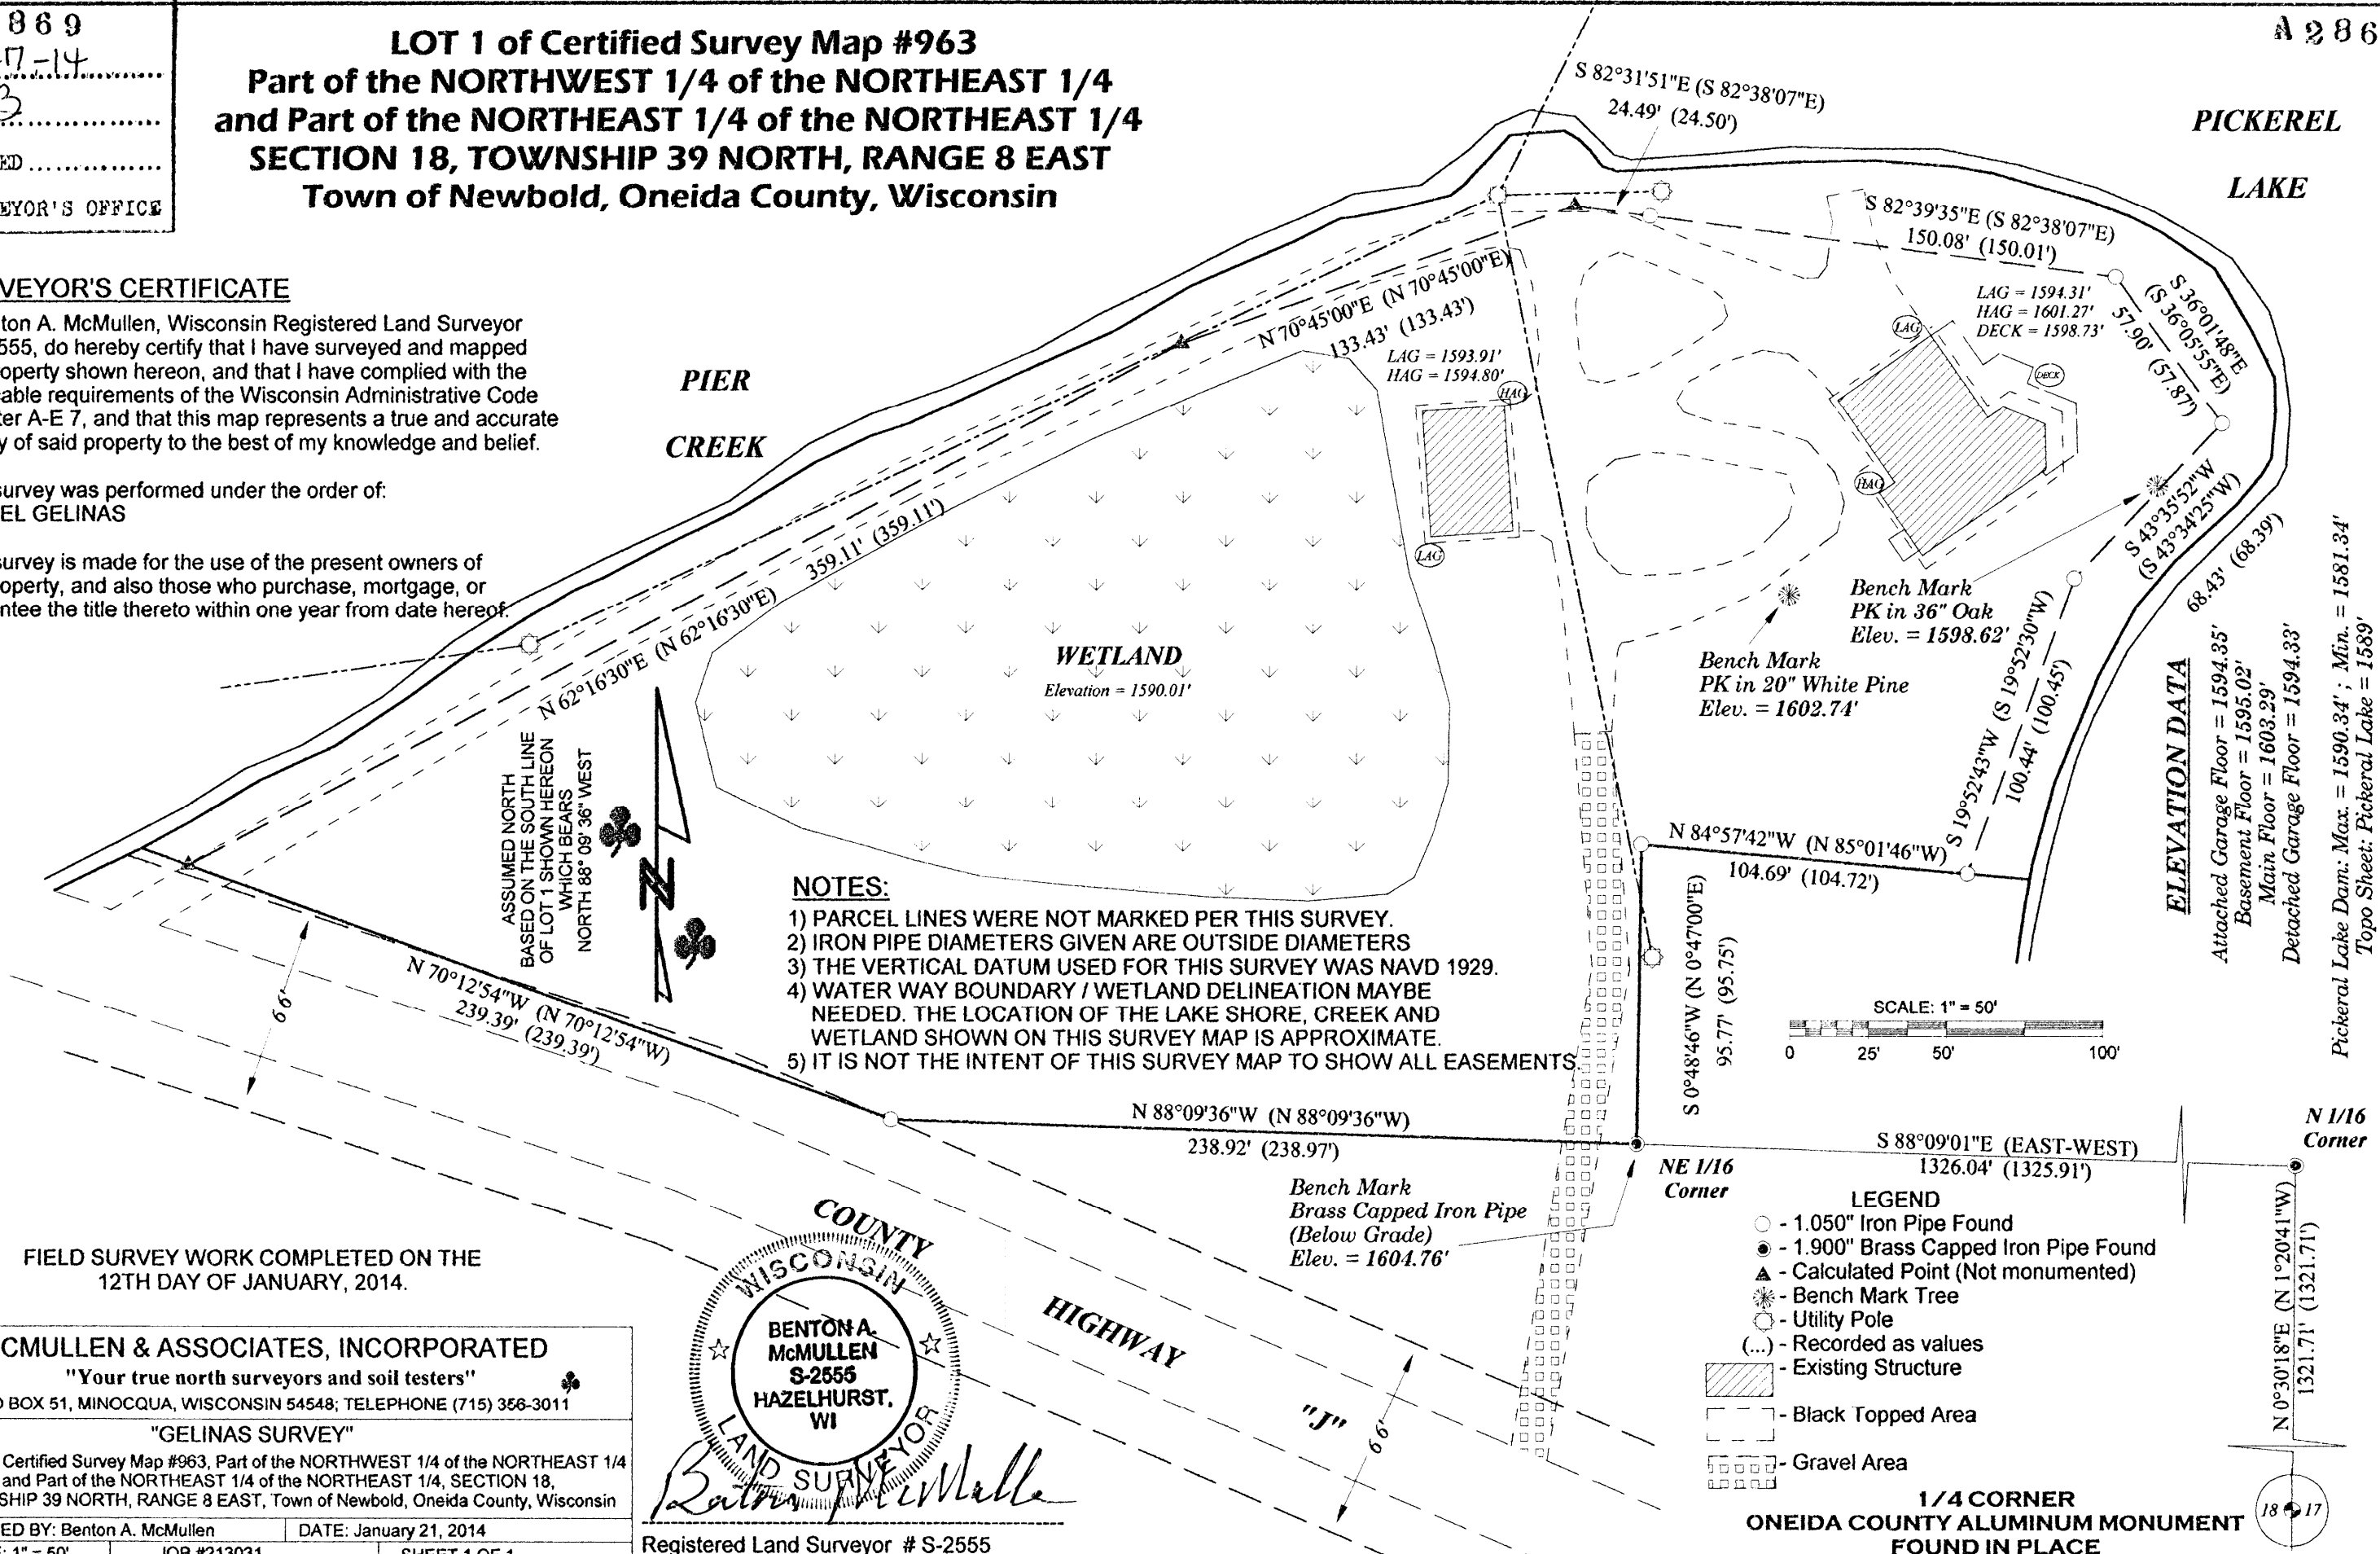 869
7-14
3
ED
EYOR'S OFFICE
LOT 1 of Certified Survey Map #963
Part of the NORTHWEST 1/4 of the NORTHEAST 1/4
and Part of the NORTHEAST 1/4 of the NORTHEAST 1/4
SECTION 18, TOWNSHIP 39 NORTH, RANGE 8 EAST
Town of Newbold, Oneida County, Wisconsin
A286
PICKEREL
LAKE
VEYOR'S CERTIFICATE
ton A. McMullen, Wisconsin Registered Land Surveyor
555, do hereby certify that I have surveyed and mapped
operty shown hereon, and that I have complied with the
able requirements of the Wisconsin Administrative Code
ter A-E 7, and that this map represents a true and accurate
y of said property to the best of my knowledge and belief.
survey was performed under the order of:
EL GELINAS
survey is made for the use of the present owners of
operty, and also those who purchase, mortgage, or
ntee the title thereto within one year from date hereof.
PIER
CREEK
S 82°31'51"E (S 82°38'07"E)
24.49' (24.50')
S 82°39'35"E (S 82°38'07"E)
150.08' (150.01')
S 36°01'48"E
(S 36°05'55"E)
57.90' (57.87')
N 70°45'00"E (N 70°45'00"E)
133.43' (133.43')
LAG = 1593.91'
HAG = 1594.80'
HAG
LAG
LAG = 1594.31'
HAG = 1601.27'
DECK = 1598.73'
LAG
DECK
HAG
S 43°35'52"W
(S 43°34'25"W)
68.43' (68.39')
359.11' (359.11')
N 62°16'30"E (N 62°16'30"E)
WETLAND
Elevation = 1590.01'
Bench Mark
PK in 36" Oak
Elev. = 1598.62'
Bench Mark
PK in 20" White Pine
Elev. = 1602.74'
S 19°52'43"W (S 19°52'30"W)
100.44' (100.45')
ELEVATION DATA
Attached Garage Floor = 1594.35'
Basement Floor = 1595.02'
Main Floor = 1603.29'
Detached Garage Floor = 1594.33'
Pickeral Lake Dam: Max. = 1590.34' ; Min. = 1581.34'
Topo Sheet: Pickeral Lake = 1589'
ASSUMED NORTH
BASED ON THE SOUTH LINE
OF LOT 1 SHOWN HEREON
WHICH BEARS
NORTH 88° 09' 36" WEST
N
N 84°57'42"W (N 85°01'46"W)
104.69' (104.72')
S 0°48'46"W (N 0°47'00"E)
95.77' (95.75')
NOTES:
1) PARCEL LINES WERE NOT MARKED PER THIS SURVEY.
2) IRON PIPE DIAMETERS GIVEN ARE OUTSIDE DIAMETERS
3) THE VERTICAL DATUM USED FOR THIS SURVEY WAS NAVD 1929.
4) WATER WAY BOUNDARY / WETLAND DELINEATION MAYBE
NEEDED. THE LOCATION OF THE LAKE SHORE, CREEK AND
WETLAND SHOWN ON THIS SURVEY MAP IS APPROXIMATE.
5) IT IS NOT THE INTENT OF THIS SURVEY MAP TO SHOW ALL EASEMENTS.
SCALE: 1" = 50'
0 25' 50' 100'
N 70°12'54"W (N 70°12'54"W)
239.39' (239.39')
66'
N 88°09'36"W (N 88°09'36"W)
238.92' (238.97')
S 88°09'01"E (EAST-WEST)
1326.04' (1325.91')
N 1/16
Corner
NE 1/16
Corner
Bench Mark
Brass Capped Iron Pipe
(Below Grade)
Elev. = 1604.76'
N 0°30'18"E (N 1°20'41"W)
1321.71' (1321.71')
LEGEND
- 1.050" Iron Pipe Found
- 1.900" Brass Capped Iron Pipe Found
- Calculated Point (Not monumented)
- Bench Mark Tree
- Utility Pole
(...) - Recorded as values
- Existing Structure
- Black Topped Area
- Gravel Area
1/4 CORNER
ONEIDA COUNTY ALUMINUM MONUMENT
FOUND IN PLACE
18 17
COUNTY
HIGHWAY
"J"
66'
FIELD SURVEY WORK COMPLETED ON THE
12TH DAY OF JANUARY, 2014.
CMULLEN & ASSOCIATES, INCORPORATED
"Your true north surveyors and soil testers"
BOX 51, MINOCQUA, WISCONSIN 54548; TELEPHONE (715) 356-3011
"GELINAS SURVEY"
Certified Survey Map #963, Part of the NORTHWEST 1/4 of the NORTHEAST 1/4
and Part of the NORTHEAST 1/4 of the NORTHEAST 1/4, SECTION 18,
SHIP 39 NORTH, RANGE 8 EAST, Town of Newbold, Oneida County, Wisconsin
ED BY: Benton A. McMullen DATE: January 21, 2014
: 1" = 50' JOB #213031 SHEET 1 OF 1
WISCONSIN
BENTON A.
McMULLEN
S-2555
HAZELHURST,
WI
LAND SURVEYOR
Registered Land Surveyor # S-2555